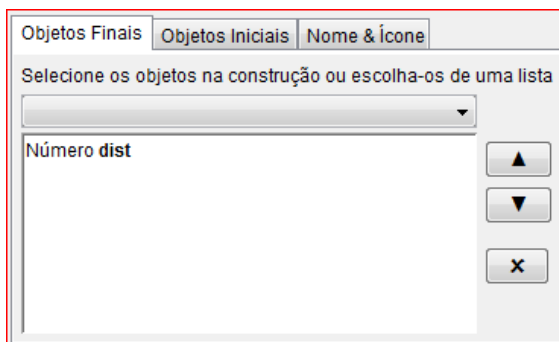 Objetos Finais Objetos Iniciais Nome & Ícone
Selecione os objetos na construção ou escolha-os de uma lista
Número dist